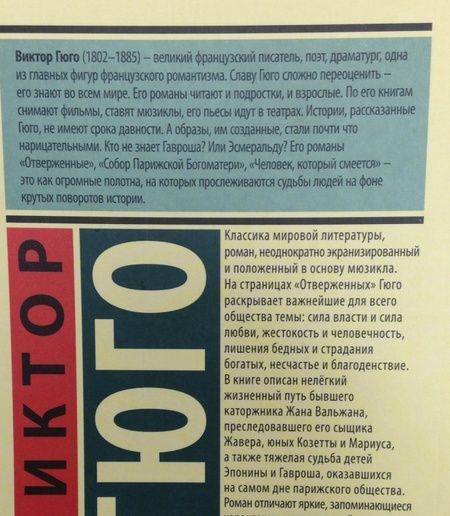 Виктор Гюго (1802–1885) – великий французский писатель, поэт, драматург, одна
из главных фигур французского романтизма. Славу Гюго сложно переоценить –
его знают во всем мире. Его романы читают и подростки, и взрослые. По его книгам
снимают фильмы, ставят мюзиклы, его пьесы идут в театрах. Истории, рассказанные
Гюго, не имеют срока давности. А образы, им созданные, стали почти что
нарицательными. Кто не знает Гавроша? Или Эсмеральду? Его романы
«Отверженные», «Собор Парижской Богоматери», «Человек, который смеется» –
это как огромные полотна, на которых прослеживаются судьбы людей на фоне
крутых поворотов истории.
ИКТОР
ГЮГО
Классика мировой литературы,
роман, неоднократно экранизированный
и положенный в основу мюзикла.
На страницах «Отверженных» Гюго
раскрывает важнейшие для всего
общества темы: сила власти и сила
любви, жестокость и человечность,
лишения бедных и страдания
богатых, несчастье и благоденствие.
В книге описан нелёгкий
жизненный путь бывшего
каторжника Жана Вальжана,
преследовавшего его сыщика
Жавера, юных Козетты и Мариуса,
а также тяжелая судьба детей
Эпонины и Гавроша, оказавшихся
на самом дне парижского общества.
Роман отличают яркие, запоминающиеся